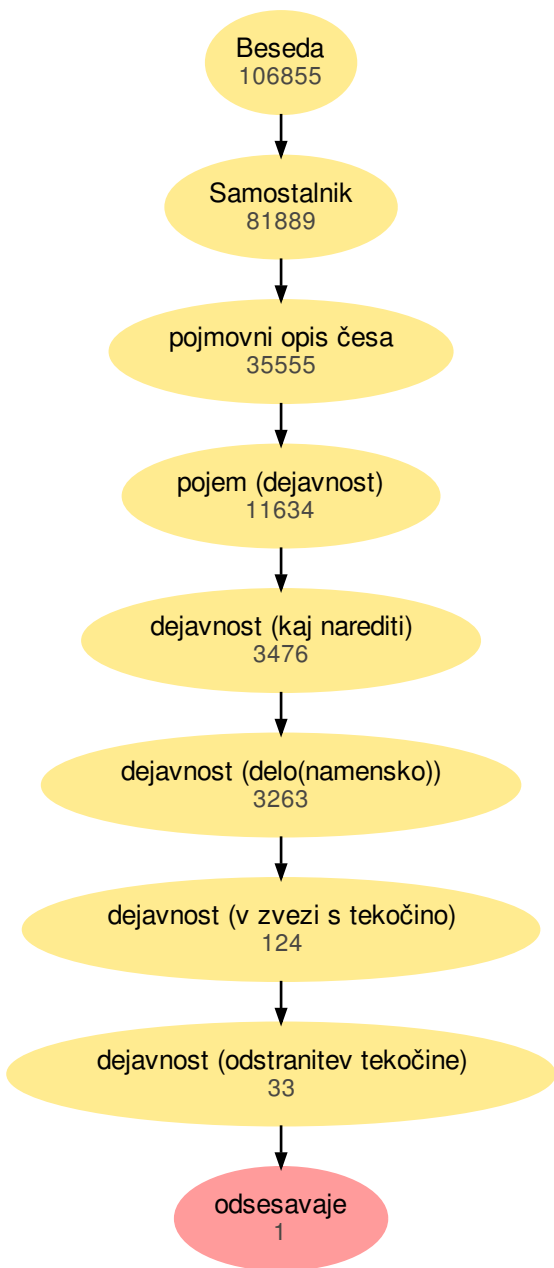 Beseda
106855
Samostalnik
81889
pojmovni opis česa
35555
pojem (dejavnost)
11634
dejavnost (kaj narediti)
3476
dejavnost (delo(namensko))
3263
dejavnost (v zvezi s tekočino)
124
dejavnost (odstranitev tekočine)
33
odsesavaje
1